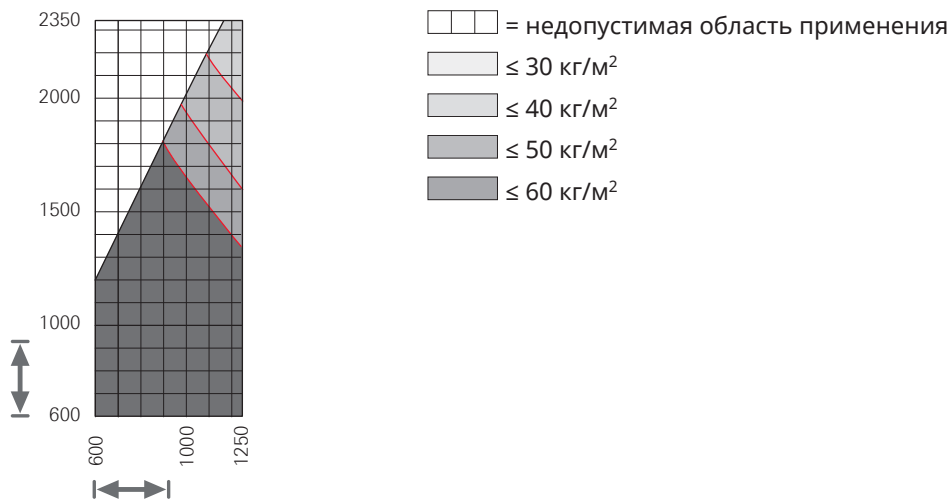 2350
2000
1500
1000
600
600
1000
1250
= недопустимая область применения
≤ 30 кг/м²
≤ 40 кг/м²
≤ 50 кг/м²
≤ 60 кг/м²